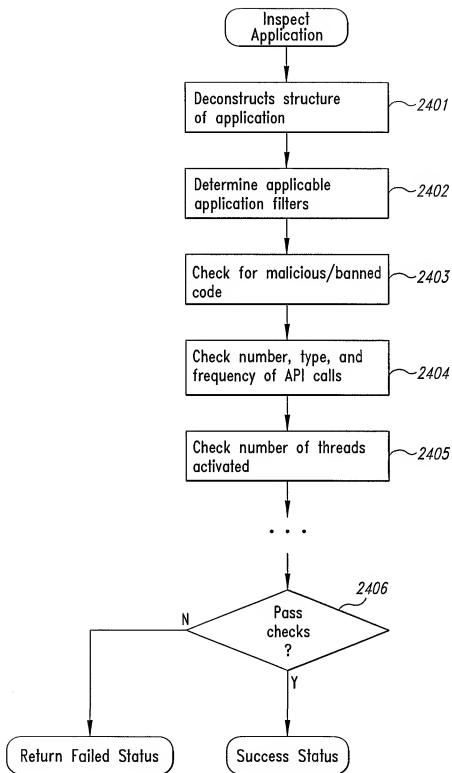 Inspect
Application
Deconstructs structure
of application
2401
Determine applicable
application filters
2402
Check for malicious/banned
code
2403
Check number, type, and
frequency of API calls
2404
Check number of threads
activated
2405
. . .
2406
Pass
checks
?
N
Y
Return Failed Status
Success Status